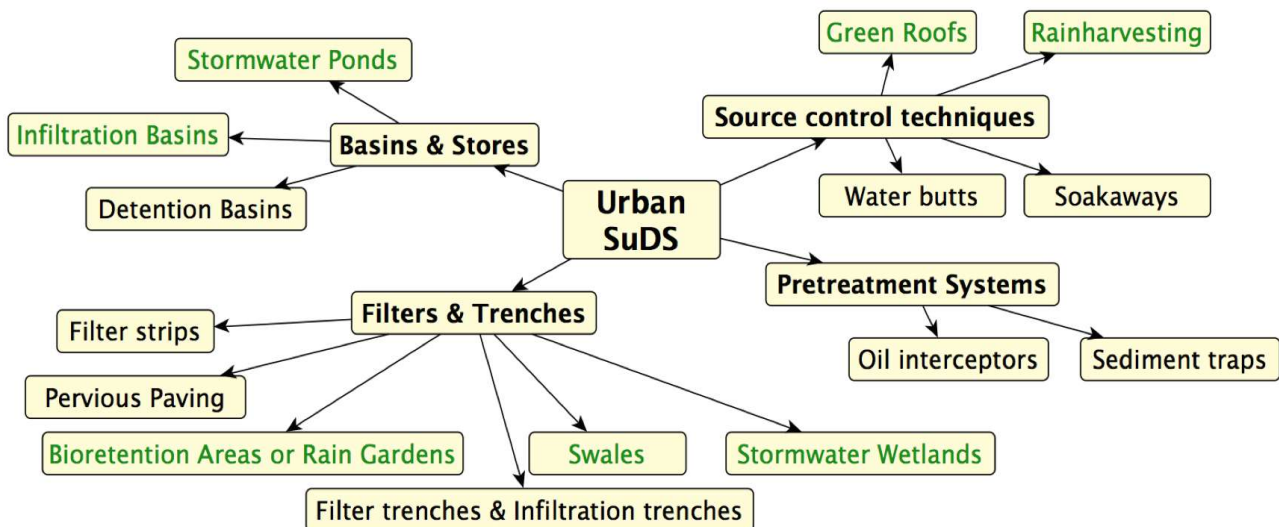 Green Roofs
Rainharvesting
Stormwater Ponds
Source control techniques
Infiltration Basins
Basins & Stores
Water butts
Soakaways
Detention Basins
Urban
SuDS
Pretreatment Systems
Filters & Trenches
Filter strips
Oil interceptors
Sediment traps
Pervious Paving
Bioretention Areas or Rain Gardens
Swales
Stormwater Wetlands
Filter trenches & Infiltration trenches